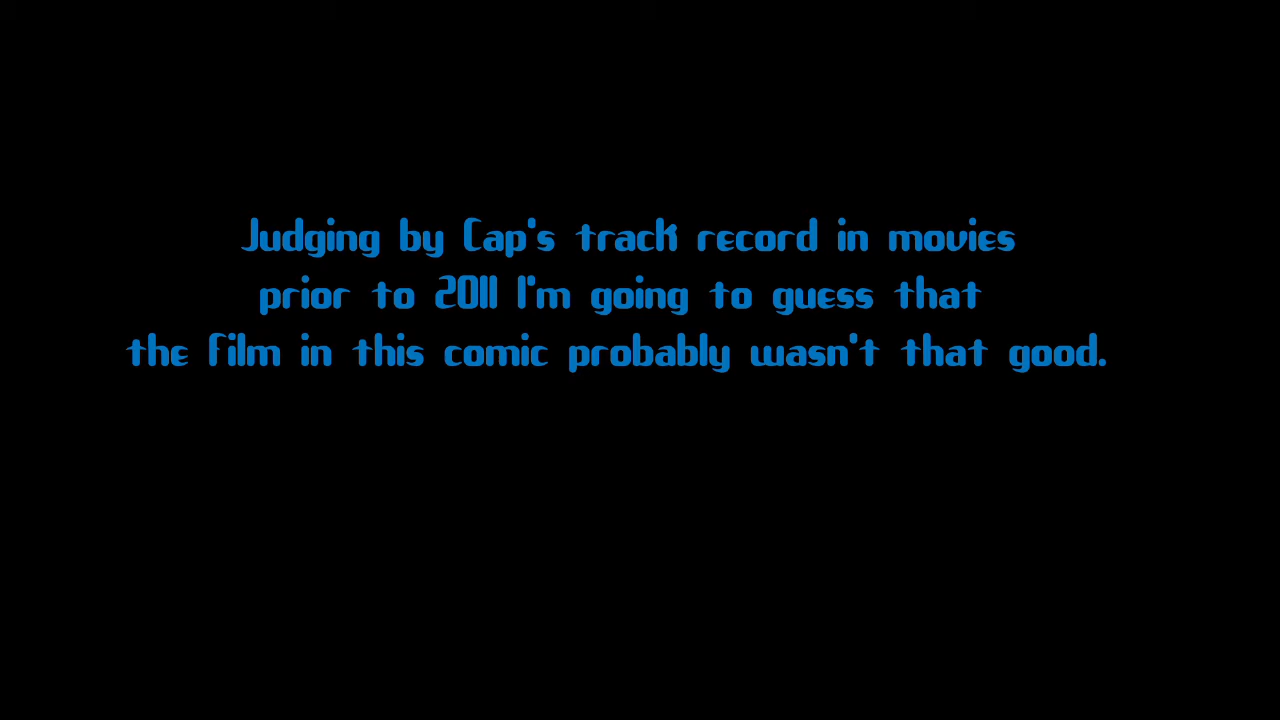 Judging by Cap's track record in movies
prior to 2011 I'm going to guess that
the film in this comic probably wasn't that good.